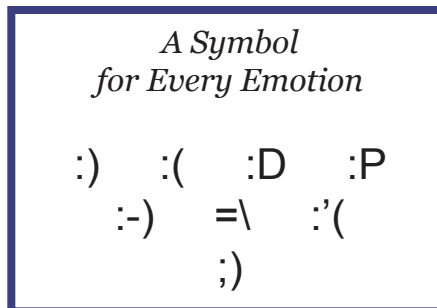 A Symbol
for Every Emotion
:) :( :D :P
:-) =\ :’(
;)